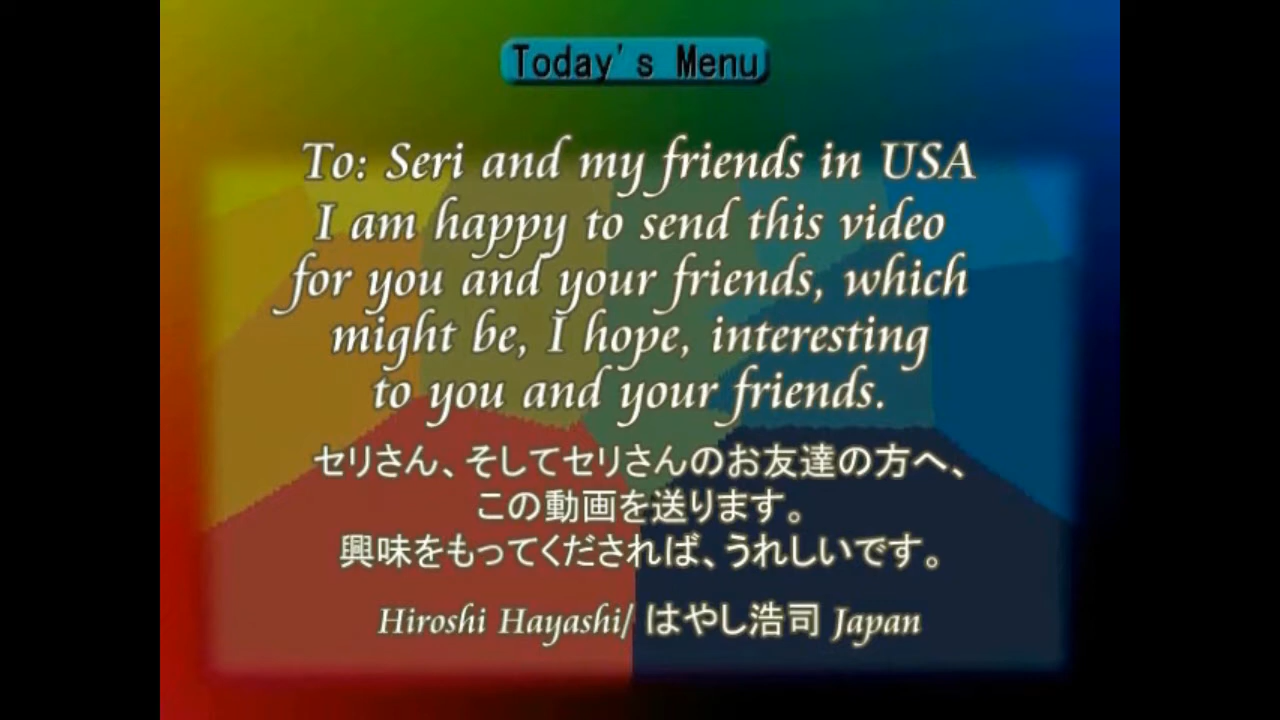 Today's Menu
To: Seri and my friends in USA
I am happy to send this video
for you and your friends, which
might be, I hope, interesting
to you and your friends.
セリさん、そしてセリさんのお友達の方へ、
この動画を送ります。
興味をもってくだされば、うれしいです。
Hiroshi Hayashi/ はやし浩司 Japan